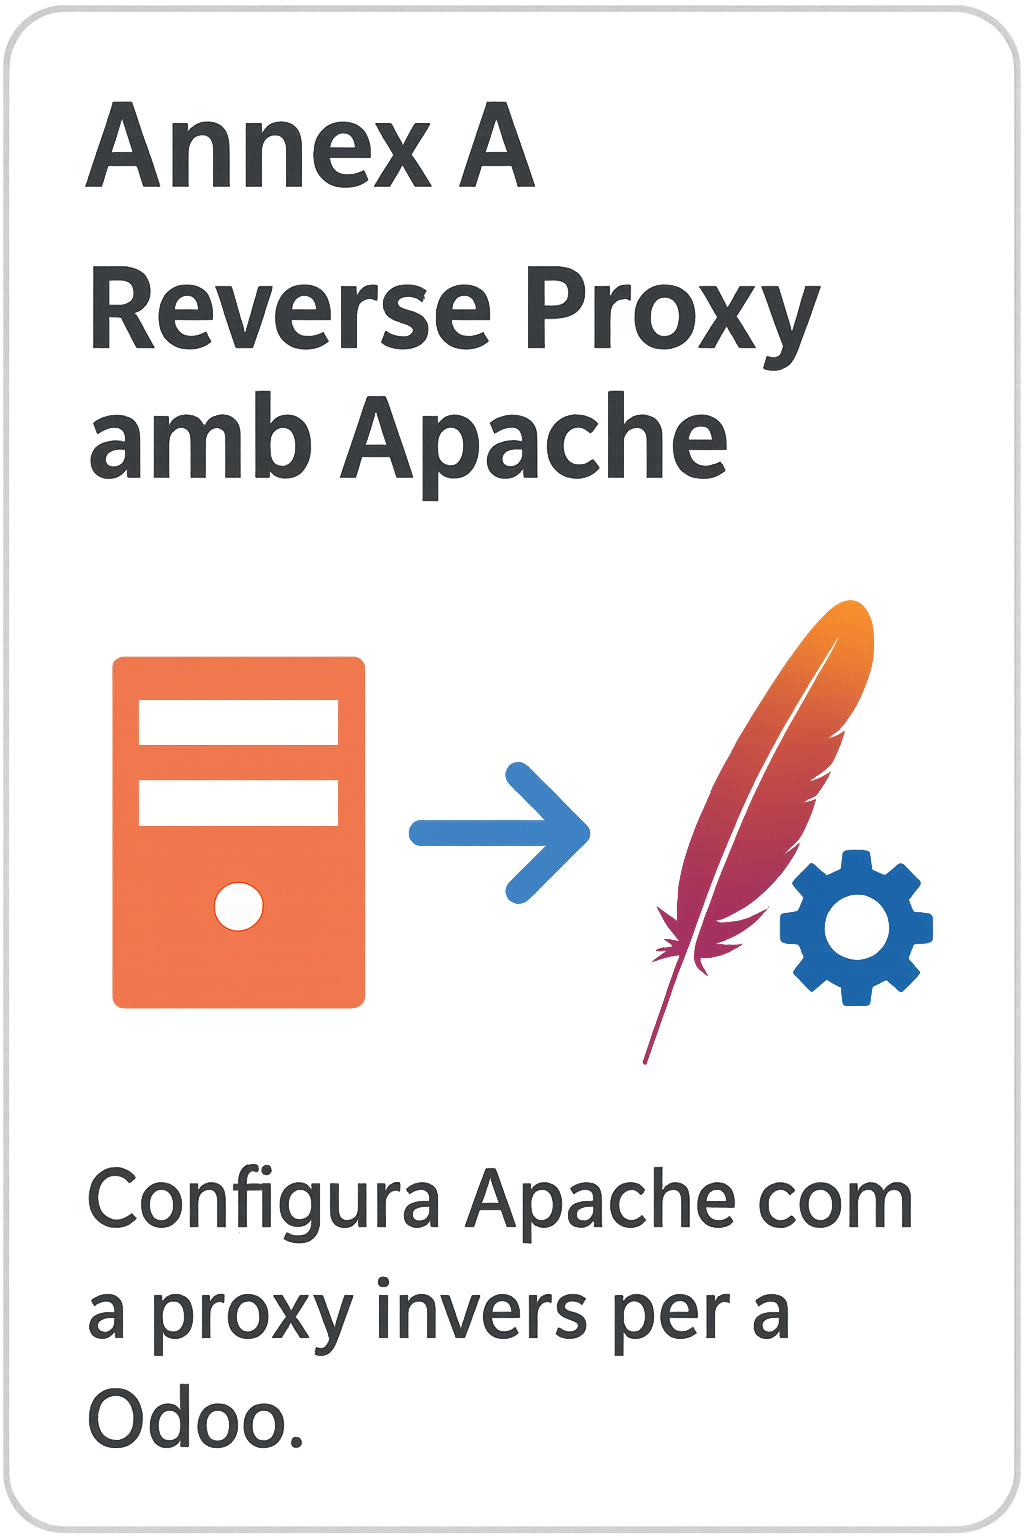 Annex A
Reverse Proxy
amb Apache
Configura Apache com
a proxy invers per a
Odoo.